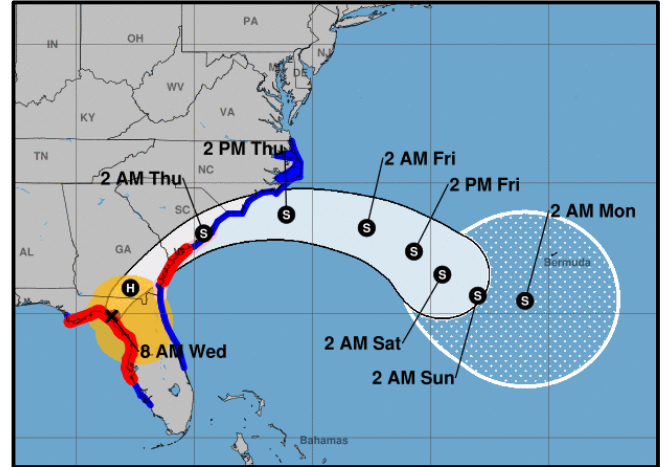 PA
OH
IN
NJ
MD
DE
WV
VA
KY
2 PM Thu
TN
NC
2 AM Fri
2 AM Thu
2 PM Fri
SC
2 AM Mon
AL
GA
Bermuda
H
S
S
S
S
S
S
S
8 AM Wed
2 AM Sat
2 AM Sun
FL
Bahamas